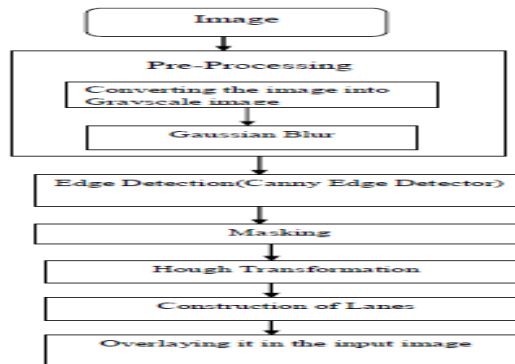 Image
Pre-Processing
Converting the image into
Grayscale image
Gaussian Blur
Edge Detection(Canny Edge Detector)
Masking
Hough Transformation
Construction of Lanes
Overlaying it in the input image